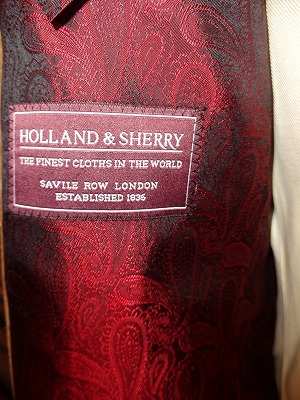 HOLLAND & SHERRY
THE FINEST CLOTHS IN THE WORLD
SAVILE ROW LONDON
ESTABLISHED 1836